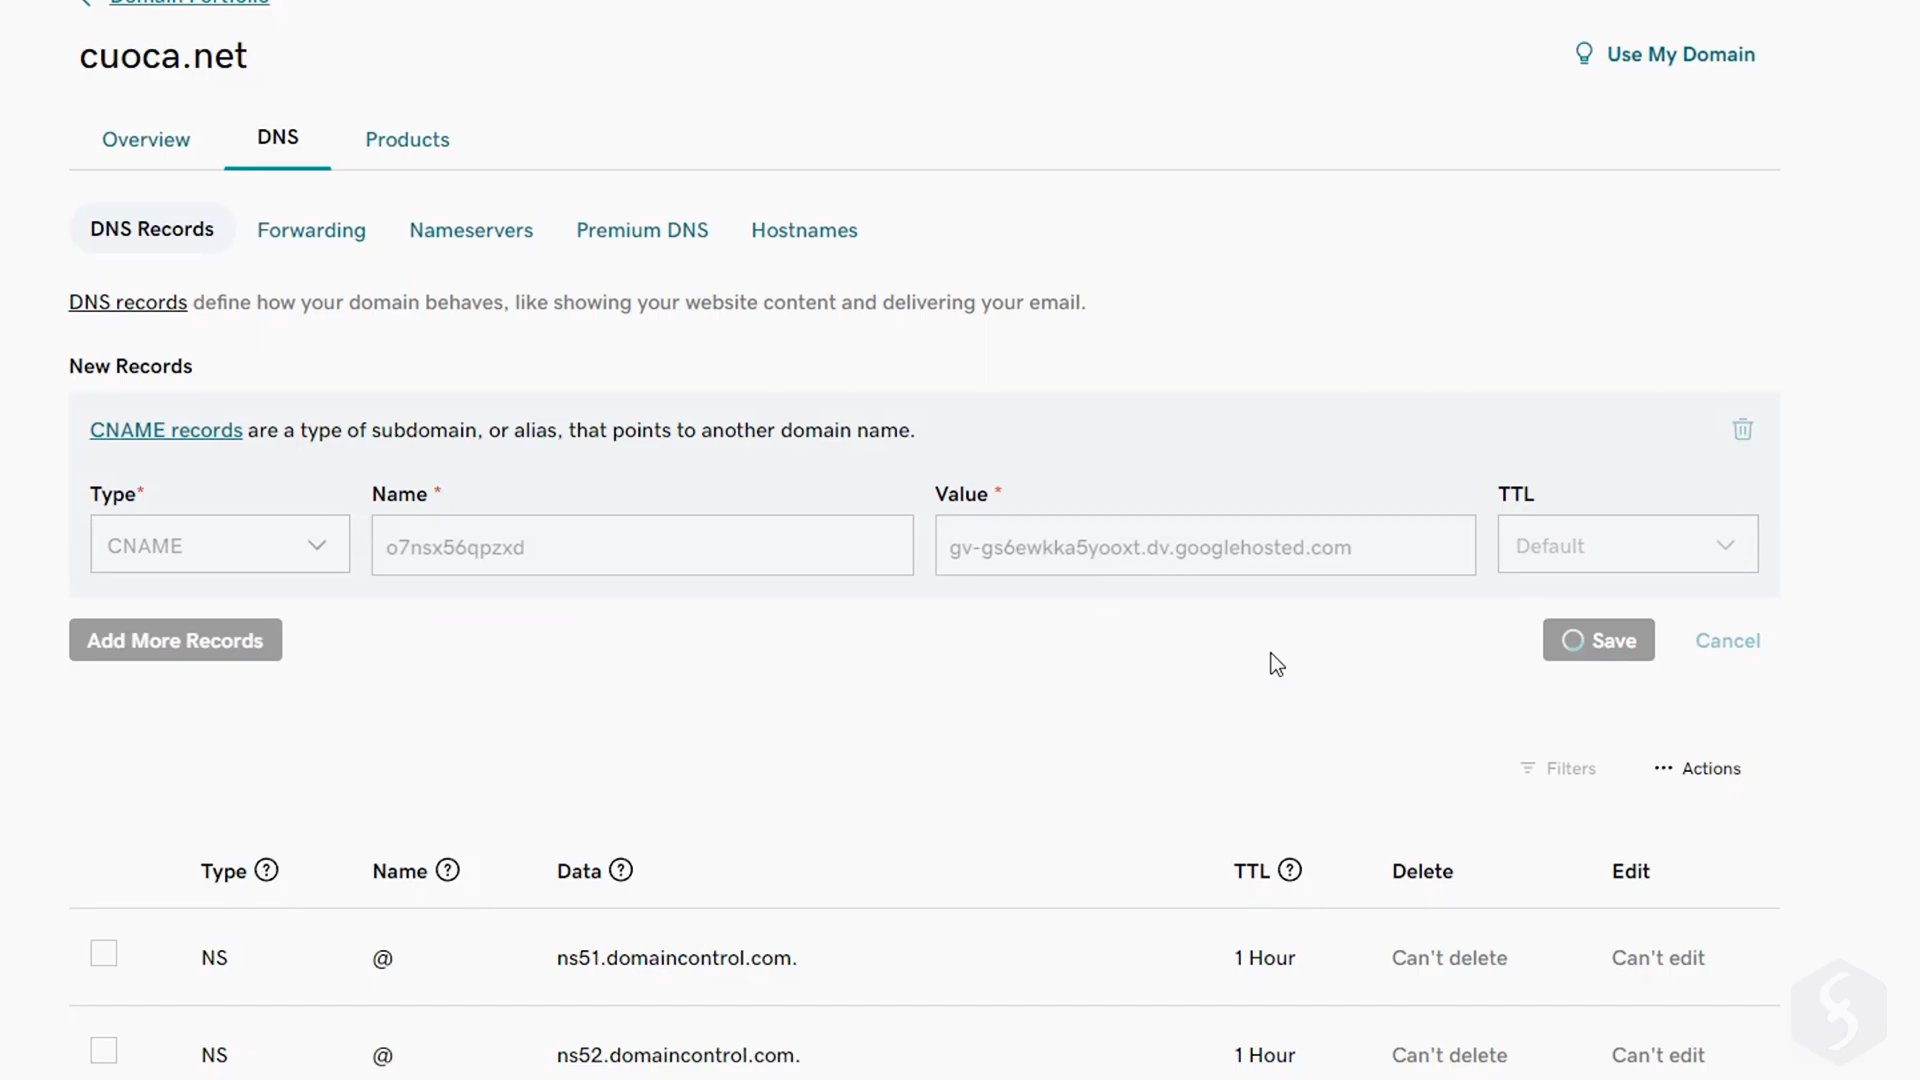 Domain Portfolio
cuoca.net
Use My Domain
Overview DNS Products
DNS Records Forwarding Nameservers Premium DNS Hostnames
DNS records define how your domain behaves, like showing your website content and delivering your email.
New Records
CNAME records are a type of subdomain, or alias, that points to another domain name.
Type* Name * Value * TTL
CNAME o7nsx56qpzxd gv-gs6ewkka5yooxt.dv.googlehosted.com Default
Add More Records Save Cancel
Filters ··· Actions
Type ? Name ? Data ? TTL ? Delete Edit
NS @ ns51.domaincontrol.com. 1 Hour Can't delete Can't edit
NS @ ns52.domaincontrol.com. 1 Hour Can't delete Can't edit